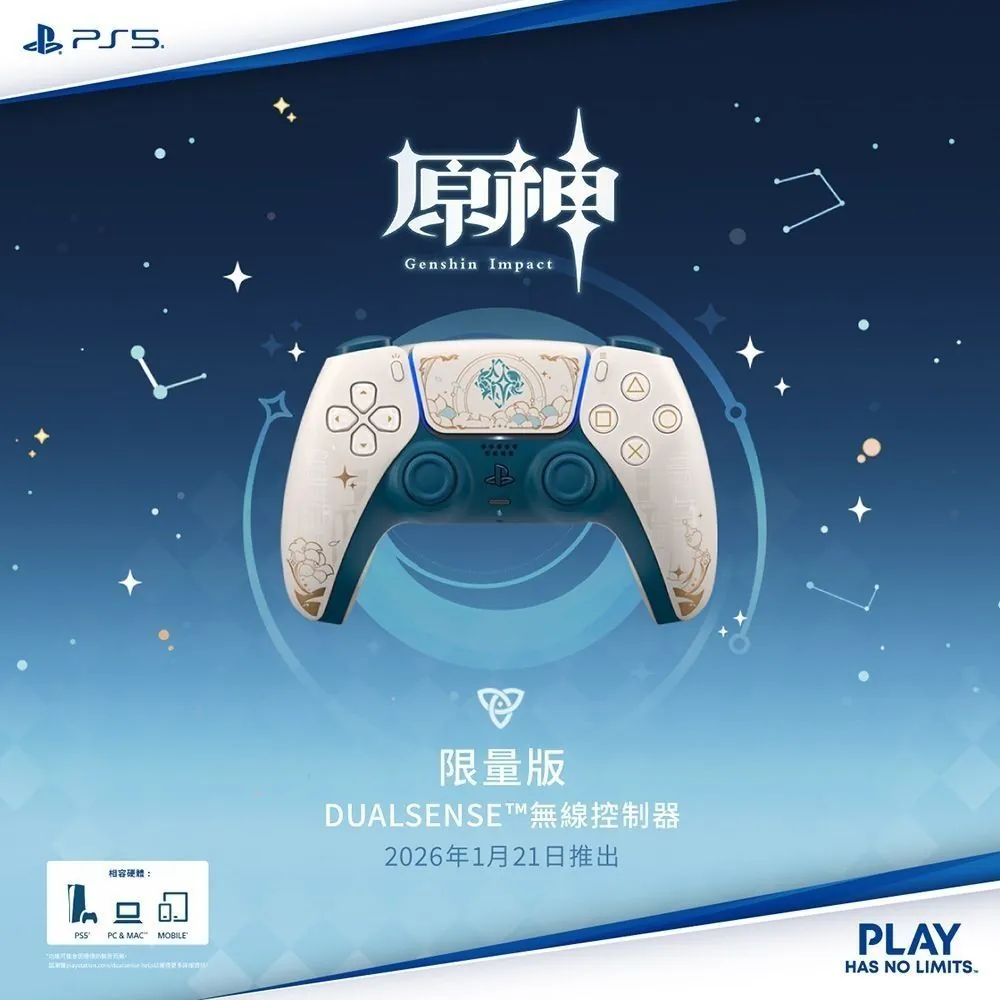 PS5
原神
Genshin Impact
限量版
DUALSENSE™無線控制器
2026年1月21日推出
相容硬體：
PS5* PC & MAC* MOBILE*
PLAY
HAS NO LIMITS™